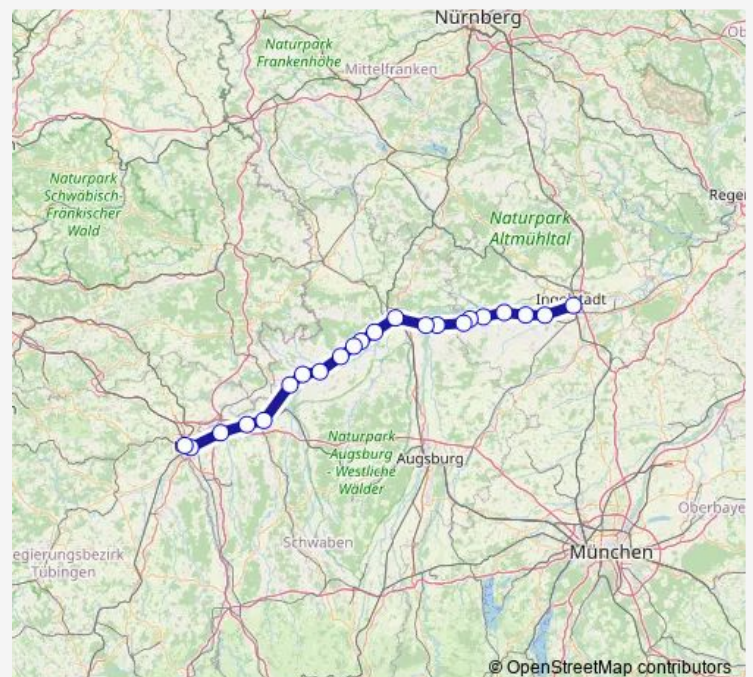 Nürnberg
Naturpark
Frankenhöhe
Mittelfranken
Naturpark
Schwäbisch-
Fränkischer
Wald
Regen
Naturpark
Altmühltal
Ingolstadt
Naturpark
Augsburg
- Westliche
Wälder
Augsburg
Oberbaye
Schwaben
München
egierungsbezirk
Tübingen
© OpenStreetMap contributors